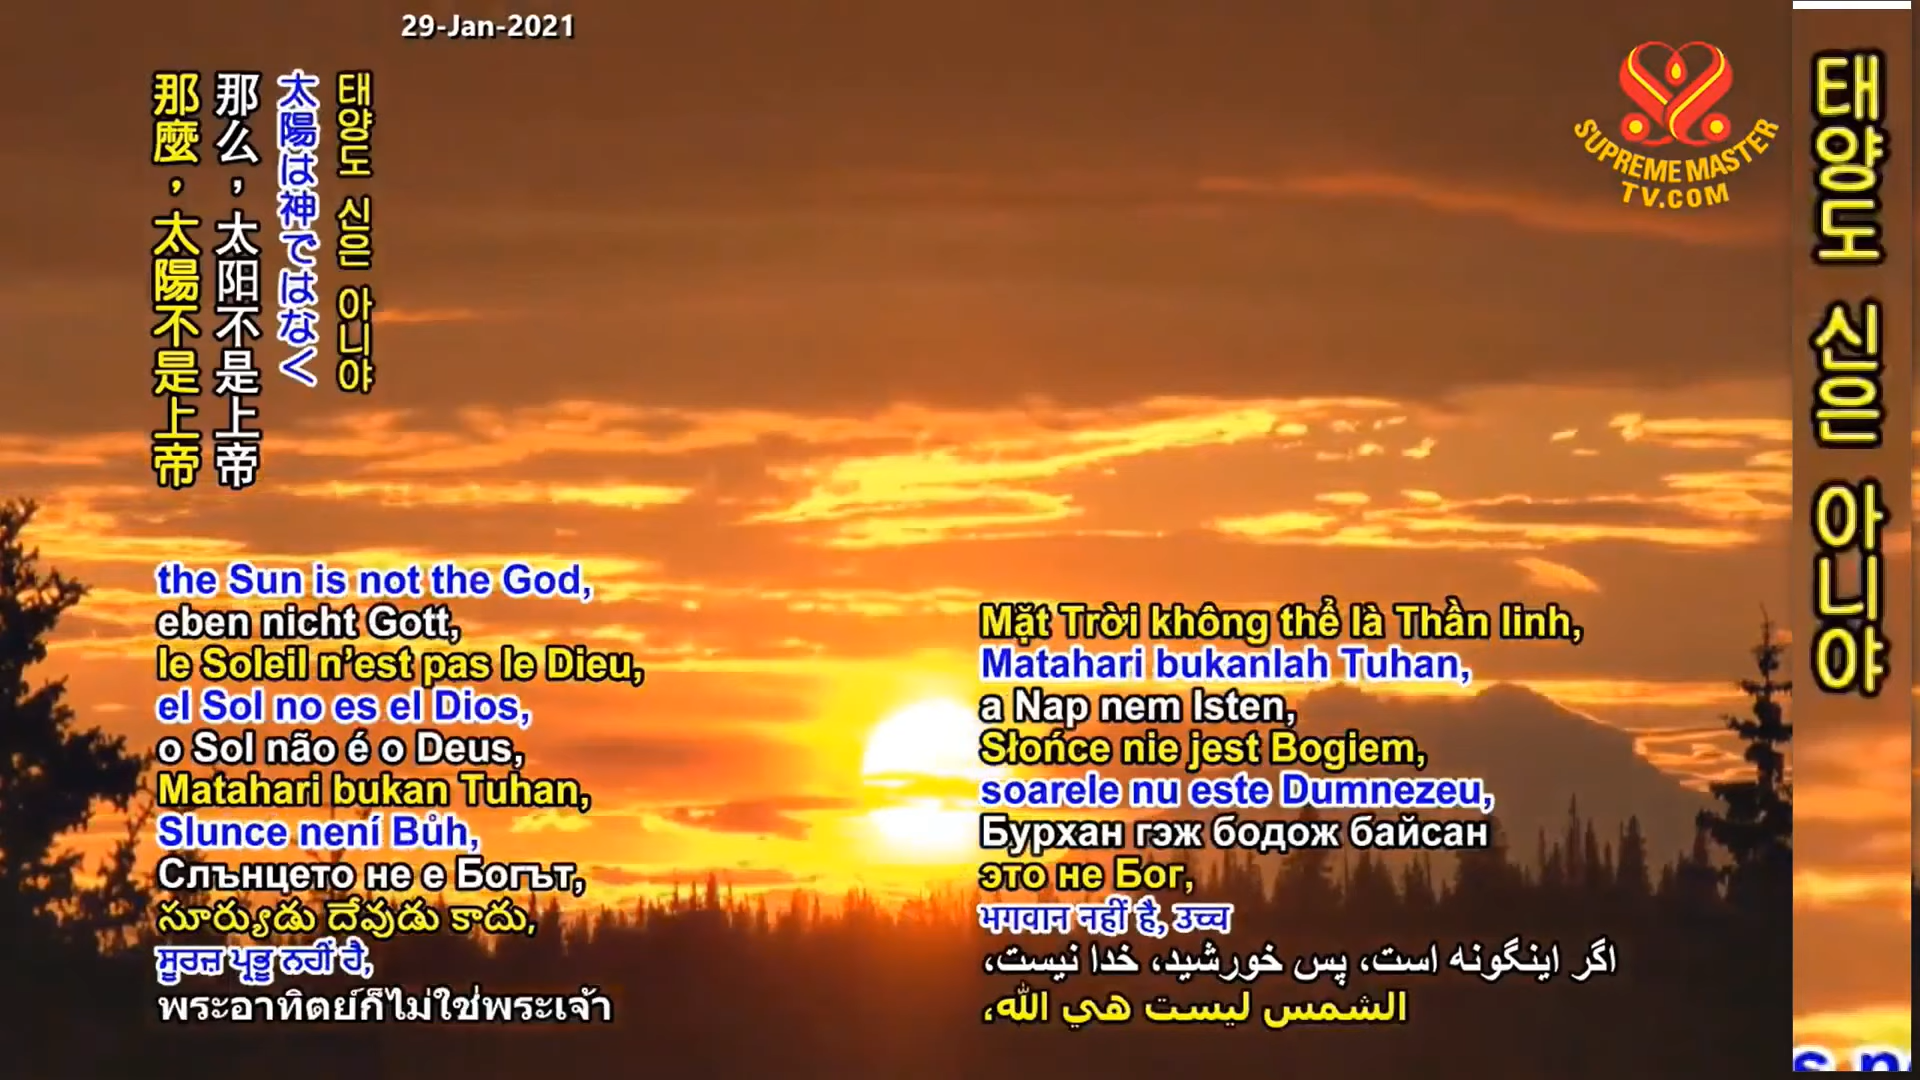 29-Jan-2021
那麼，太陽不是上帝
那么，太阳不是上帝
太陽は神ではなく
태양도 신은 아니야
SUPREME MASTER
TV.COM
태양도 신은 아니야
the Sun is not the God,
eben nicht Gott,
le Soleil n’est pas le Dieu,
el Sol no es el Dios,
o Sol não é o Deus,
Matahari bukan Tuhan,
Slunce není Bůh,
Слънцето не е Богът,
సూర్యుడు దేవుడు కాదు,
ਸੂਰਜ ਪ੍ਰਭੂ ਨਹੀਂ ਹੈ,
พระอาทิตย์ก็ไม่ใช่พระเจ้า
Mặt Trời không thể là Thần linh,
Matahari bukanlah Tuhan,
a Nap nem Isten,
Słońce nie jest Bogiem,
soarele nu este Dumnezeu,
Бурхан гэж бодож байсан
это не Бог,
भगवान नहीं है, उच्च
اگر اینگونه است، پس خورشید، خدا نیست،
الشمس ليست هي الله،